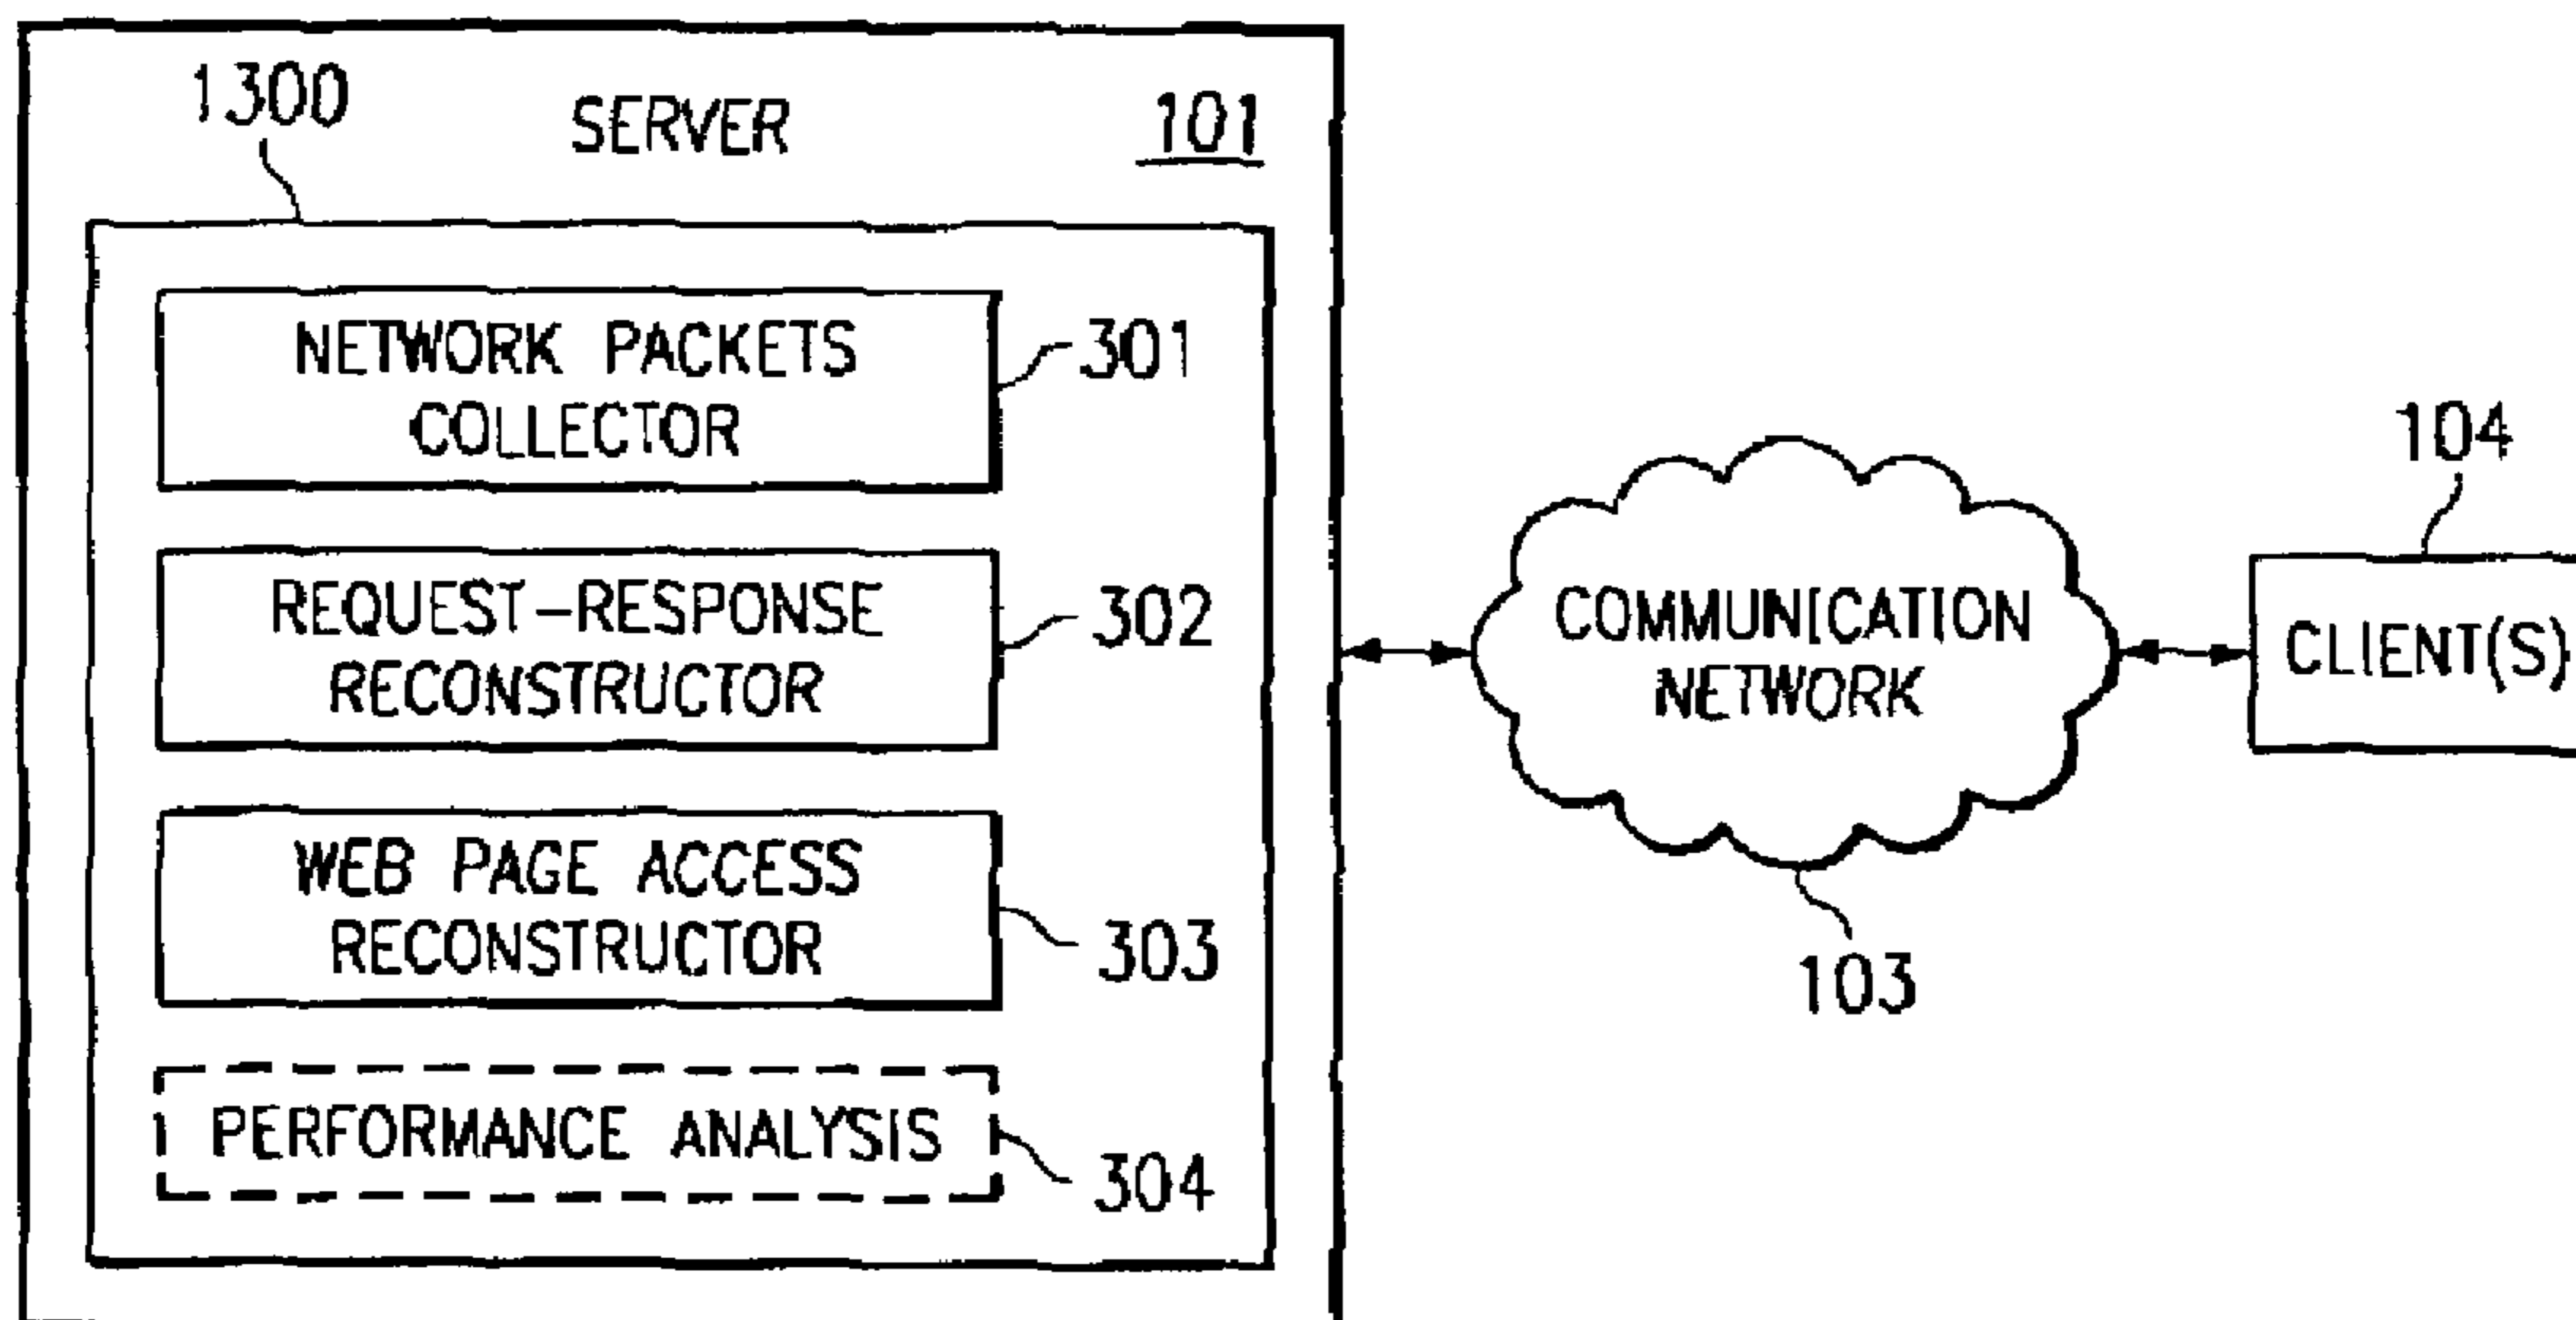 1300
SERVER
101
NETWORK PACKETS
COLLECTOR
301
REQUEST-RESPONSE
RECONSTRUCTOR
302
WEB PAGE ACCESS
RECONSTRUCTOR
303
PERFORMANCE ANALYSIS
304
COMMUNICATION
NETWORK
103
104
CLIENT(S)